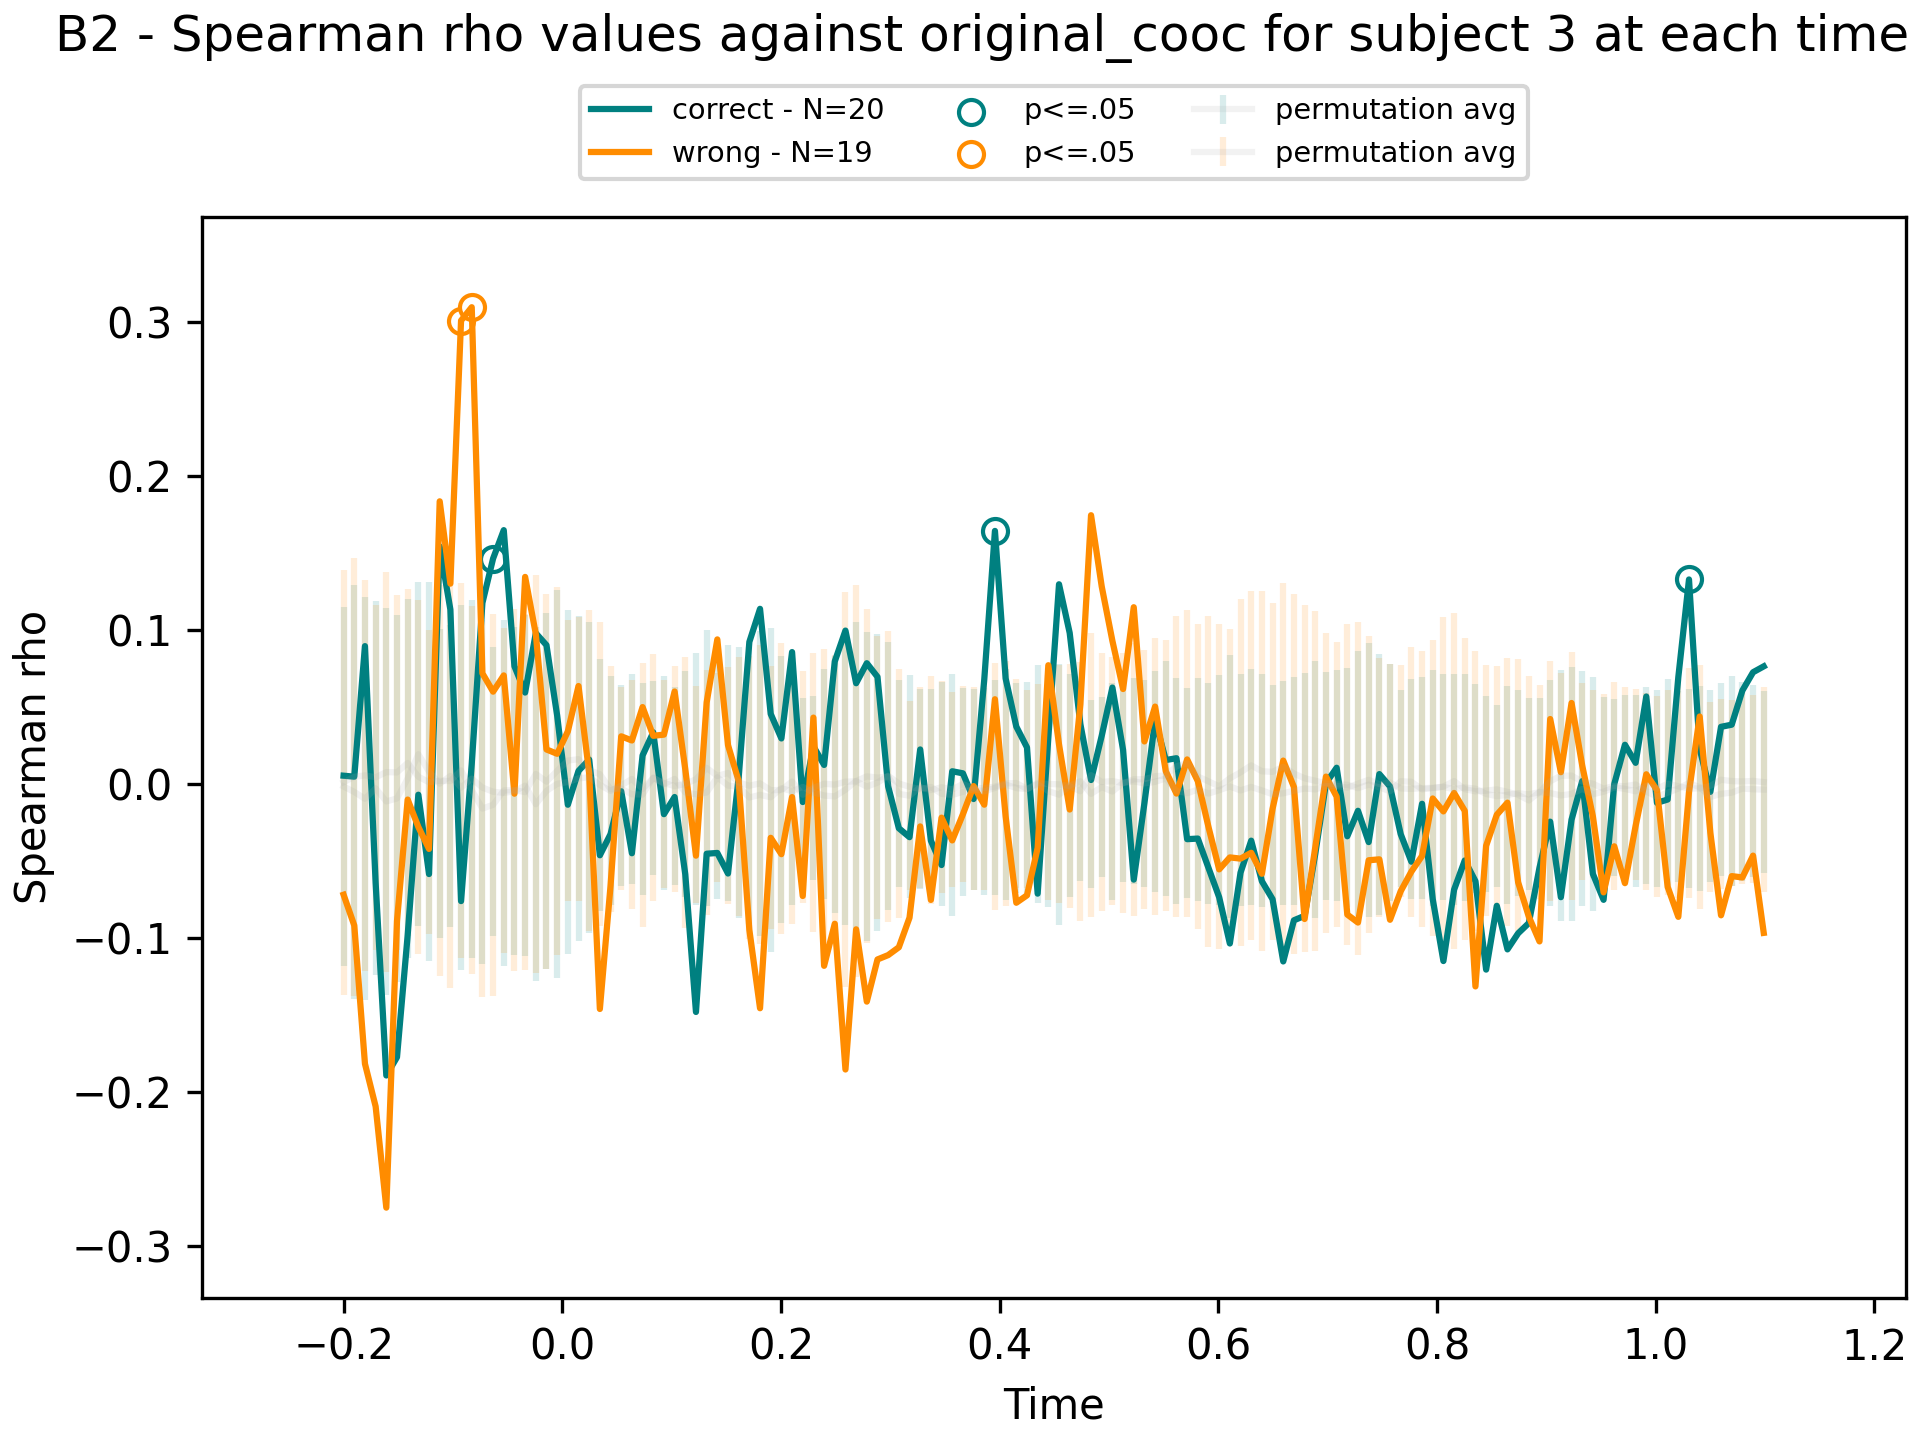 B2 - Spearman rho values against original_cooc for subject 3 at each time
correct - N=20
wrong - N=19
p<=.05
p<=.05
permutation avg
permutation avg
Spearman rho
0.3
0.2
0.1
0.0
−0.1
−0.2
−0.3
−0.2 0.0 0.2 0.4 0.6 0.8 1.0 1.2
Time